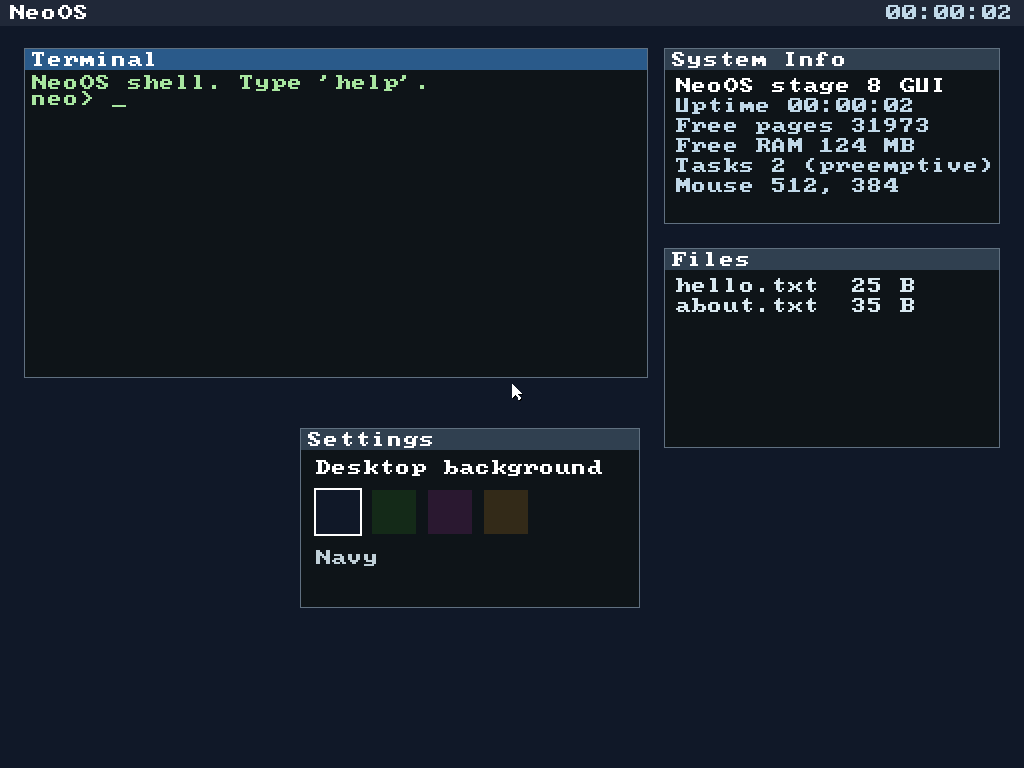 NeoOS
00:00:02
Terminal
NeoOS shell. Type 'help'.
neo> _
System Info
NeoOS stage 8 GUI
Uptime 00:00:02
Free pages 31973
Free RAM 124 MB
Tasks 2 (preemptive)
Mouse 512, 384
Files
hello.txt  25 B
about.txt  35 B
Settings
Desktop background
Navy